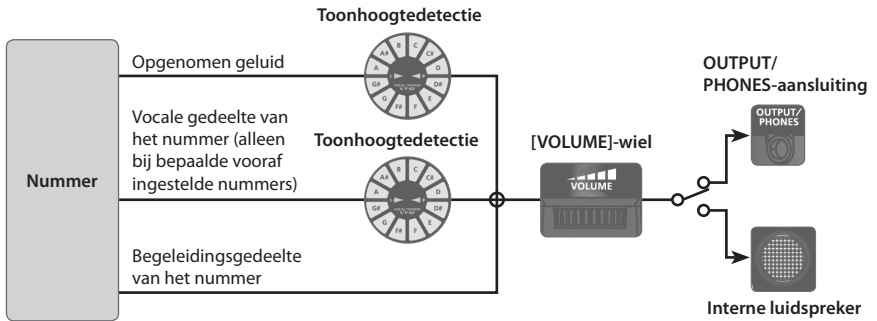 Toonhoogtedetectie
Opgenomen geluid
A
A#
B
C
C#
D
D#
E
F
F#
G
G#
Vocale gedeelte van
het nummer (alleen
bij bepaalde vooraf
ingestelde nummers)
Toonhoogtedetectie
A
A#
B
C
C#
D
D#
E
F
F#
G
G#
Nummer
Begeleidingsgedeelte
van het nummer
[VOLUME]-wiel
VOLUME
OUTPUT/
PHONES-aansluiting
OUTPUT/
PHONES
Interne luidspreker